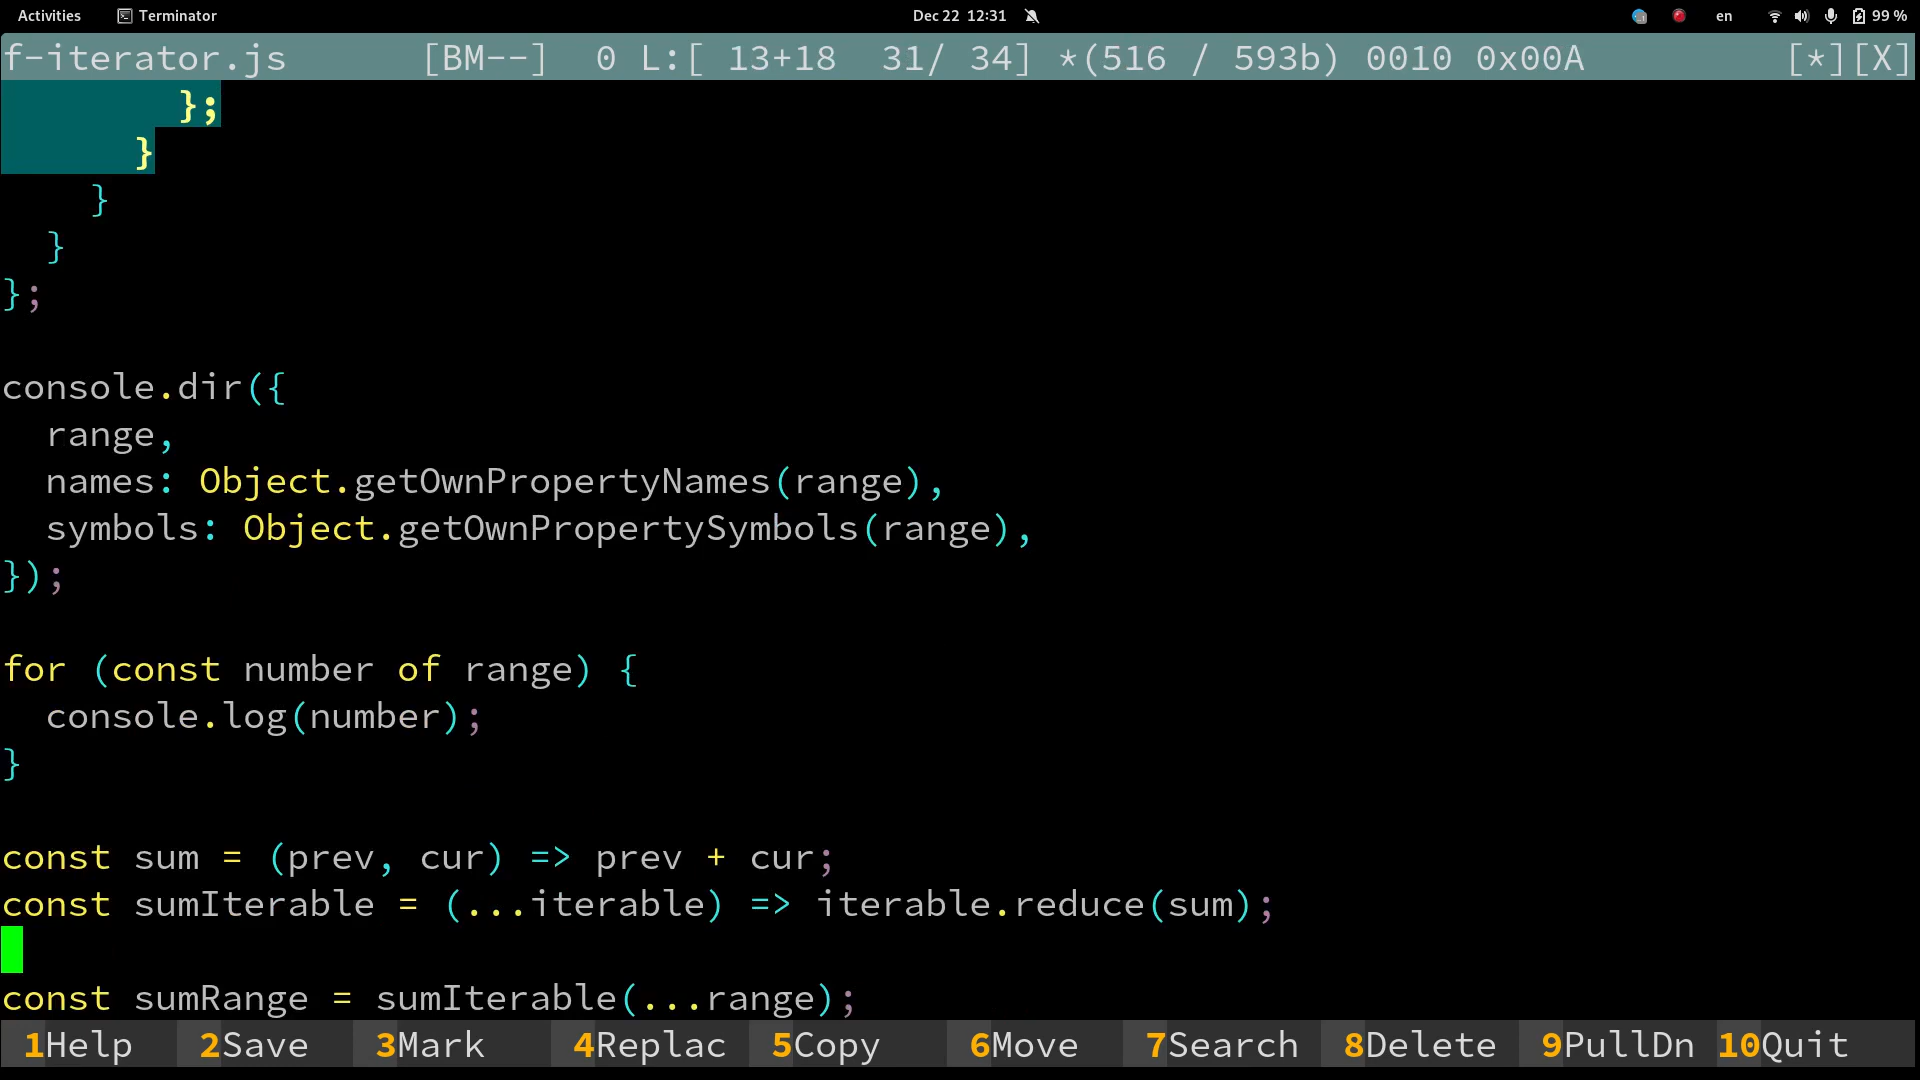 Activities Terminator Dec 22 12:31 en 99 %
f-iterator.js [BM--] 0 L:[ 13+18 31/ 34] *(516 / 593b) 0010 0x00A [*][X]
        };
      }
    }
  }
};

console.dir({
  range,
  names: Object.getOwnPropertyNames(range),
  symbols: Object.getOwnPropertySymbols(range),
});

for (const number of range) {
  console.log(number);
}

const sum = (prev, cur) => prev + cur;
const sumIterable = (...iterable) => iterable.reduce(sum);

const sumRange = sumIterable(...range);
1Help 2Save 3Mark 4Replac 5Copy 6Move 7Search 8Delete 9PullDn 10Quit